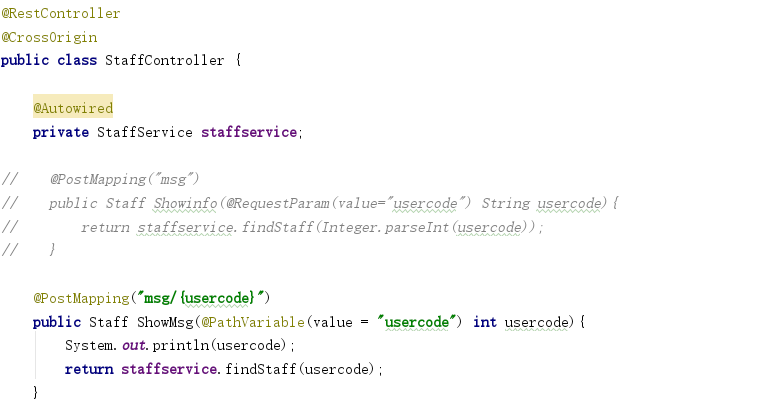 @RestController
@CrossOrigin
public class StaffController {
@Autowired
private StaffService staffservice;
//    @PostMapping("msg")
//    public Staff Showinfo(@RequestParam(value="usercode") String usercode){
//        return staffservice.findStaff(Integer.parseInt(usercode));
//    }
@PostMapping("msg/{usercode}")
public Staff ShowMsg(@PathVariable(value = "usercode") int usercode){
System.out.println(usercode);
return staffservice.findStaff(usercode);
}